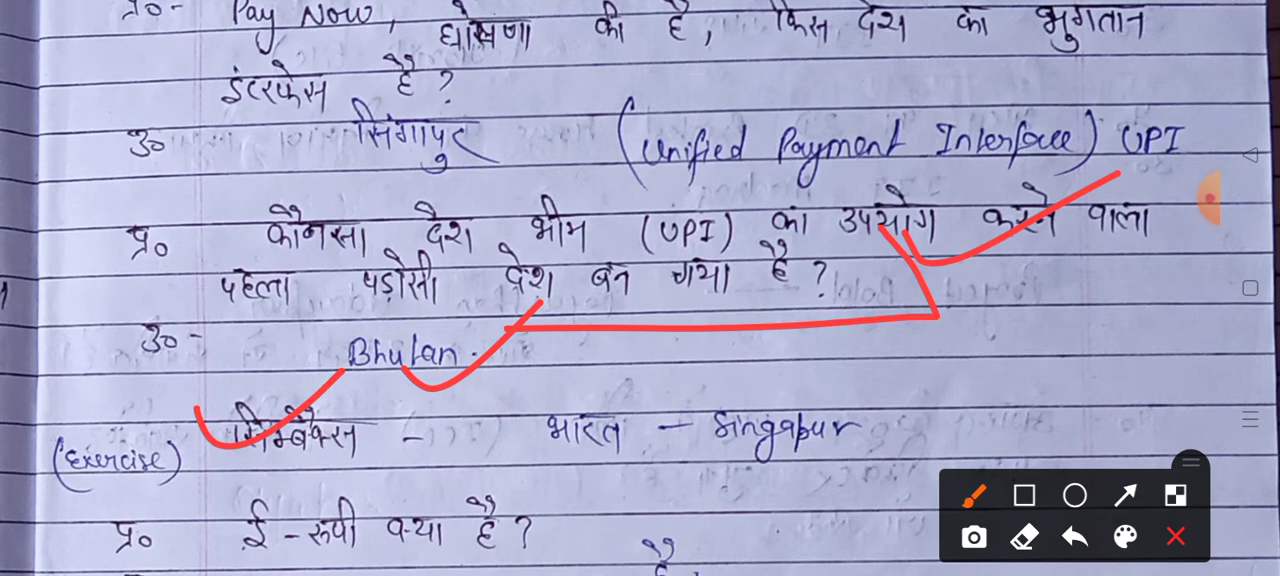 प्र०- Pay Now, घोषणा की है, किस देश का भुगतान
इंटरफेस है ?
उ० सिंगापुर (Unified Payment Interface) UPI
प्र० कौनसा देश भीम (UPI) का उपयोग करने वाला
पहला पड़ोसी देश बन गया है ?
उ०-
Bhutan.
सिम्बैक्स - भारत - Singapur
(Exercise)
प्र० ई-रूपी क्या है ?
है